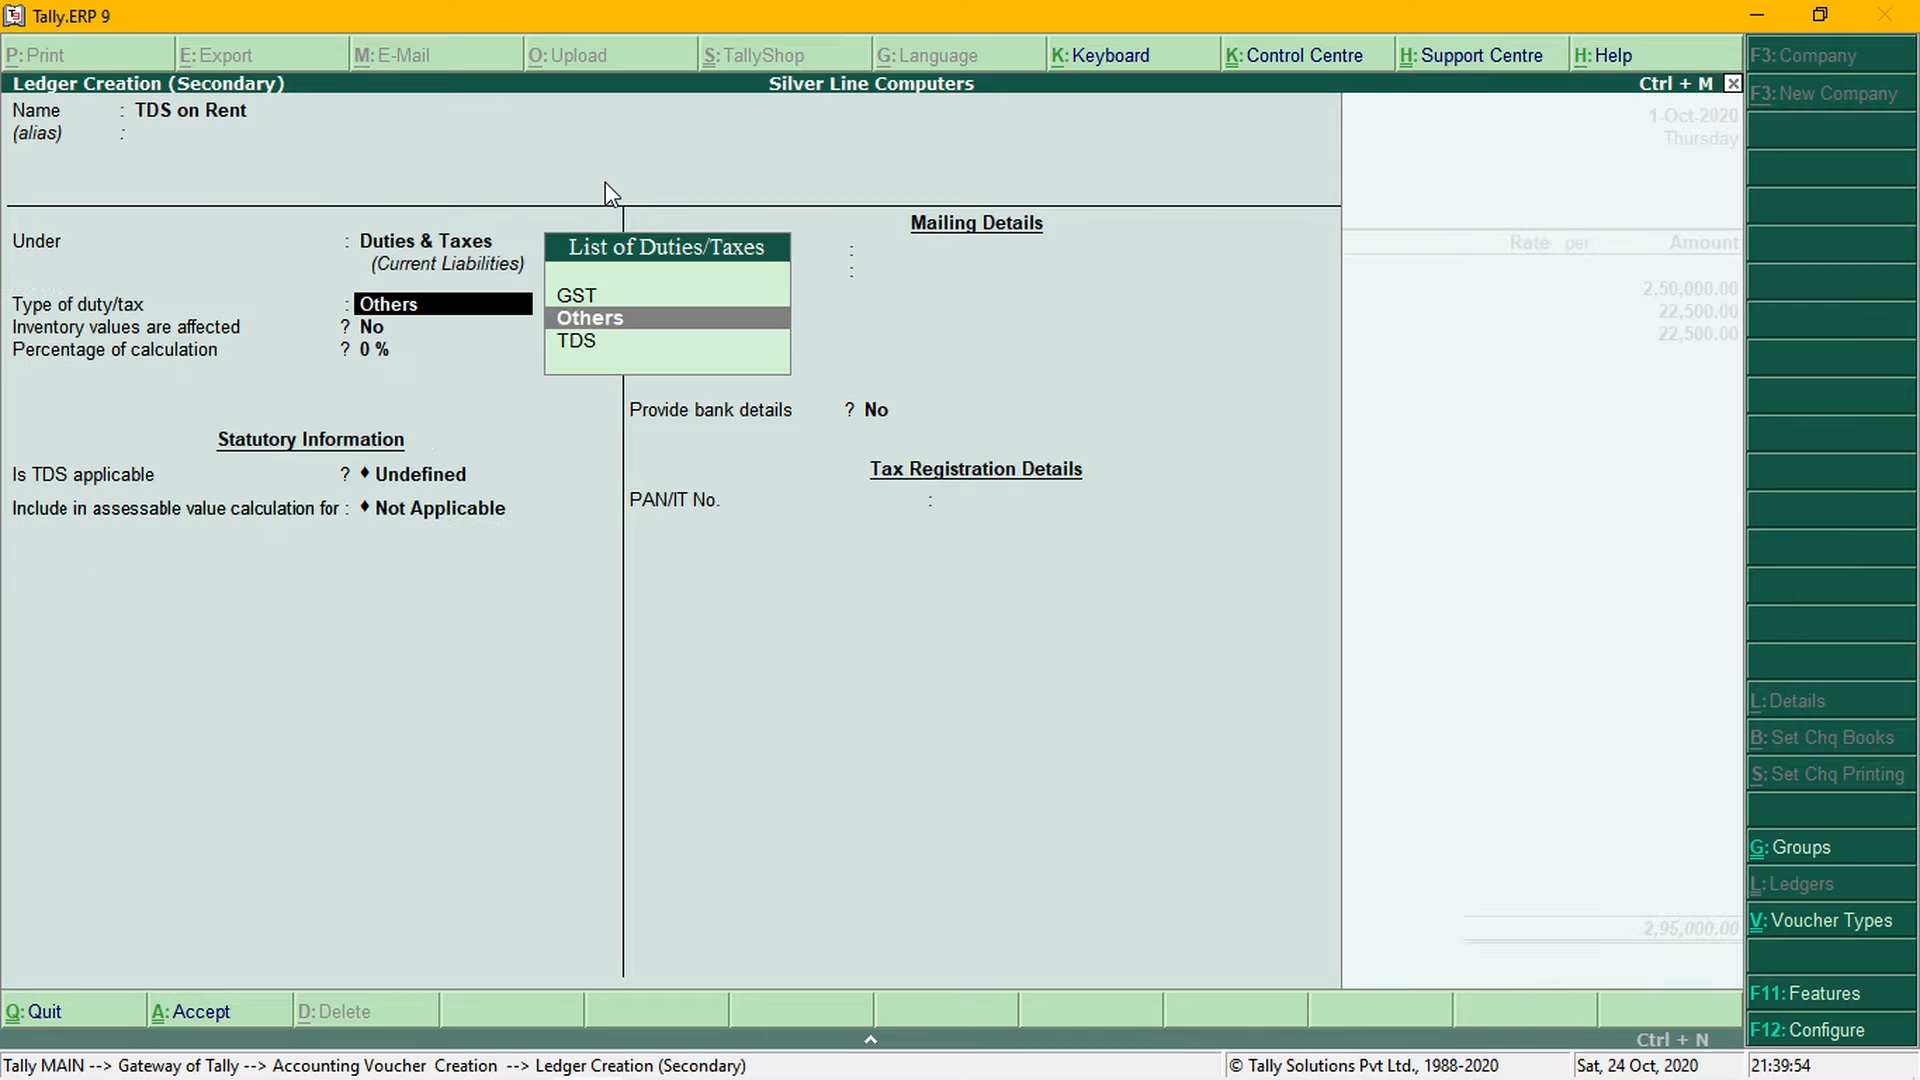 Tally.ERP 9
P: Print
E: Export
M: E-Mail
O: Upload
S: TallyShop
G: Language
K: Keyboard
K: Control Centre
H: Support Centre
H: Help
F3: Company
Ledger Creation (Secondary)
Silver Line Computers
Ctrl + M
F3: New Company
Name : TDS on Rent
(alias) :
1-Oct-2020
Thursday
Mailing Details
Under : Duties & Taxes
(Current Liabilities)
List of Duties/Taxes
GST
Others
TDS
:
:
Rate per Amount
2,50,000.00
22,500.00
22,500.00
Type of duty/tax : Others
Inventory values are affected ? No
Percentage of calculation ? 0 %
Provide bank details ? No
Statutory Information
Tax Registration Details
Is TDS applicable ? ♦ Undefined
PAN/IT No. :
Include in assessable value calculation for : ♦ Not Applicable
L: Details
B: Set Chq Books
S: Set Chq Printing
G: Groups
L: Ledgers
V: Voucher Types
2,95,000.00
F11: Features
F12: Configure
Q: Quit
A: Accept
D: Delete
Ctrl + N
Tally MAIN --> Gateway of Tally --> Accounting Voucher Creation --> Ledger Creation (Secondary)
© Tally Solutions Pvt Ltd., 1988-2020
Sat, 24 Oct, 2020
21:39:54